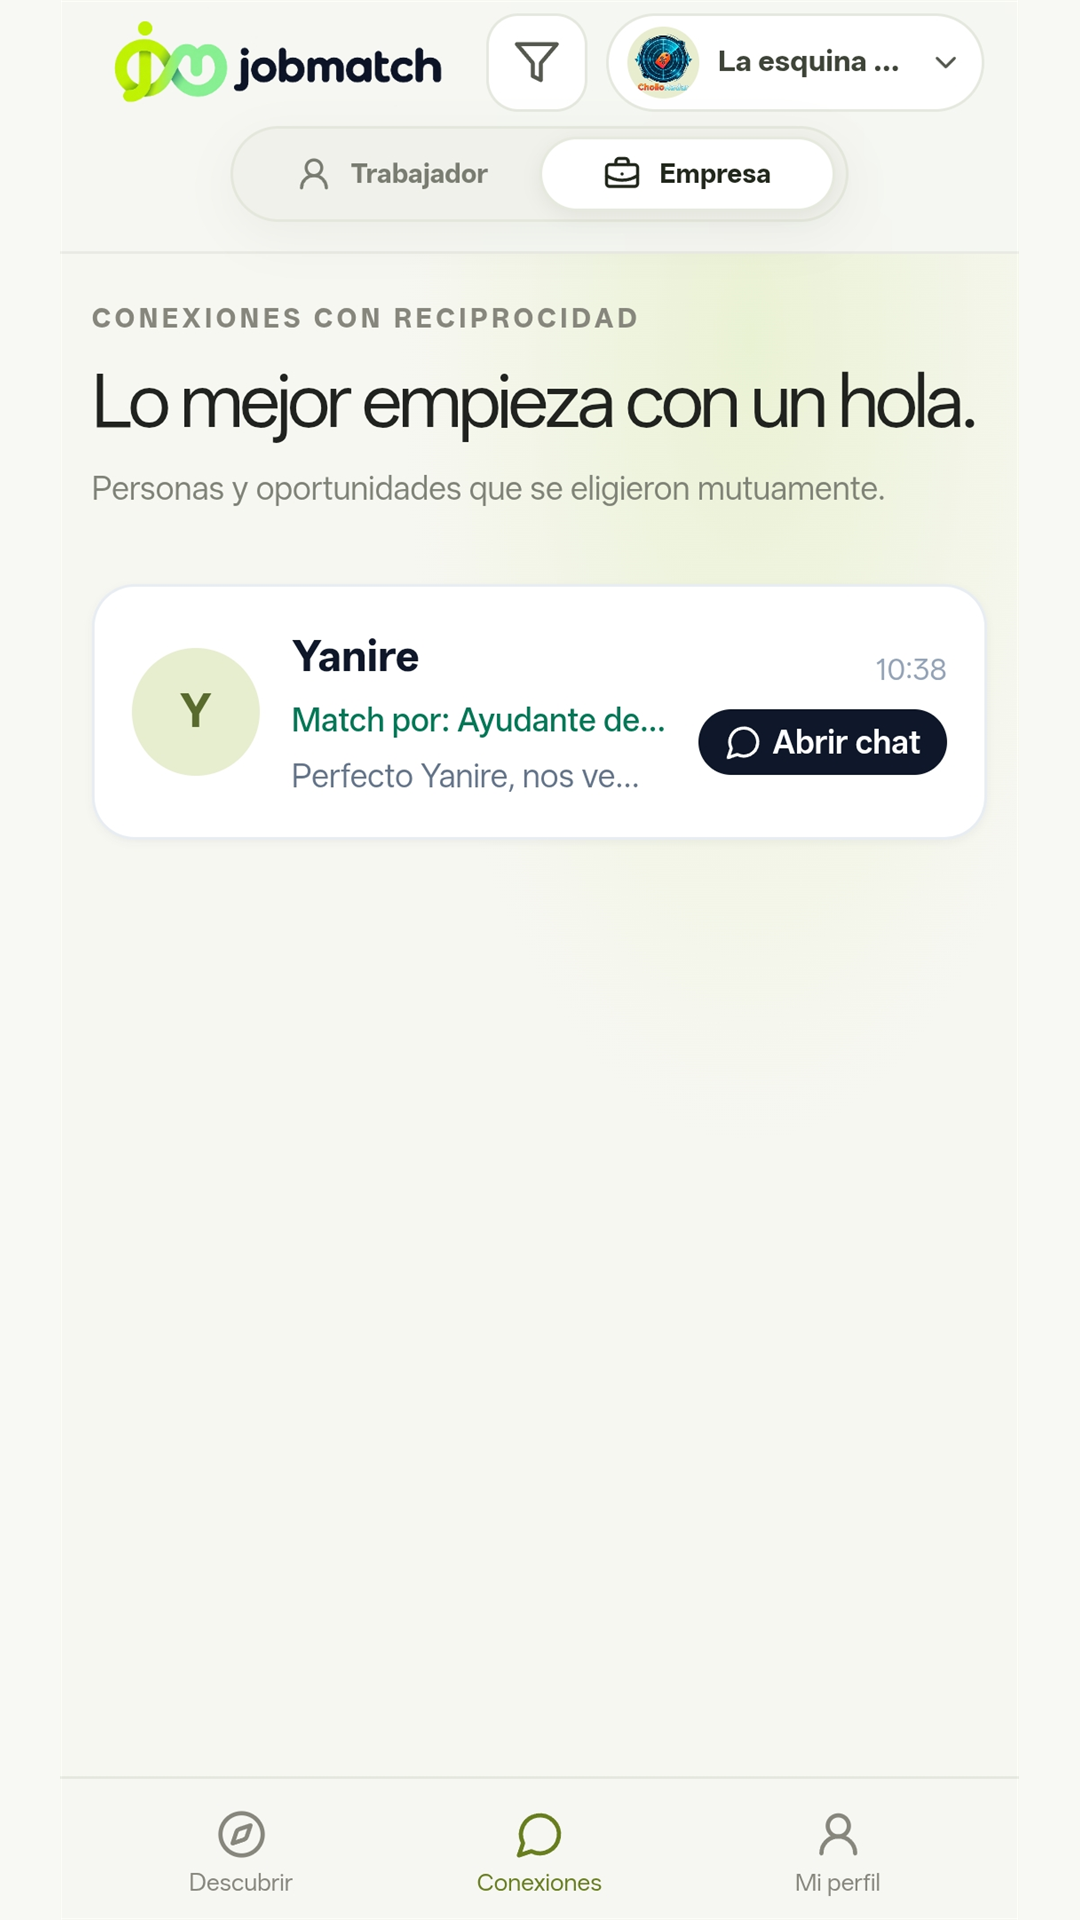 jobmatch
La esquina ...
Trabajador
Empresa
CONEXIONES CON RECIPROCIDAD
Lo mejor empieza con un hola.
Personas y oportunidades que se eligieron mutuamente.
Y
Yanire
10:38
Match por: Ayudante de...
Abrir chat
Perfecto Yanire, nos ve...
Descubrir
Conexiones
Mi perfil